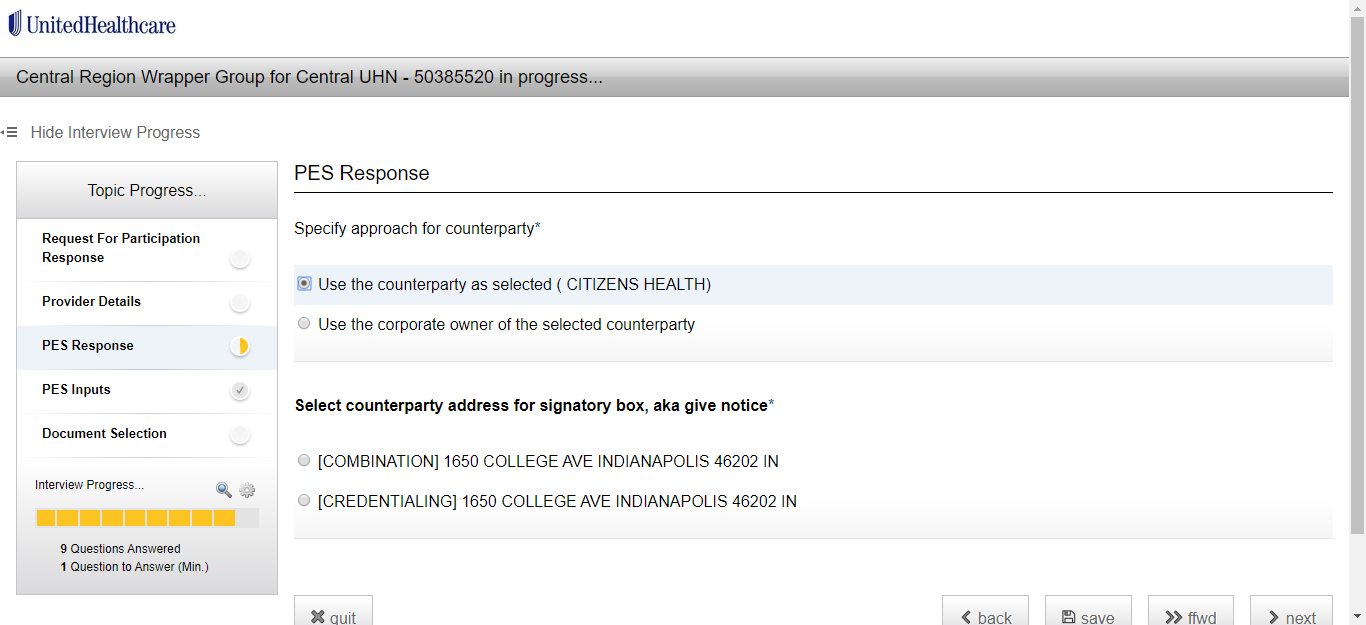 UnitedHealthcare
Central Region Wrapper Group for Central UHN - 50385520 in progress...
Hide Interview Progress
Topic Progress...
Request For Participation
Response
Provider Details
PES Response
PES Inputs
Document Selection
Interview Progress...
9 Questions Answered
1 Question to Answer (Min.)
PES Response
Specify approach for counterparty*
Use the counterparty as selected ( CITIZENS HEALTH)
Use the corporate owner of the selected counterparty
Select counterparty address for signatory box, aka give notice*
[COMBINATION] 1650 COLLEGE AVE INDIANAPOLIS 46202 IN
[CREDENTIALING] 1650 COLLEGE AVE INDIANAPOLIS 46202 IN
quit
back
save
ffwd
next